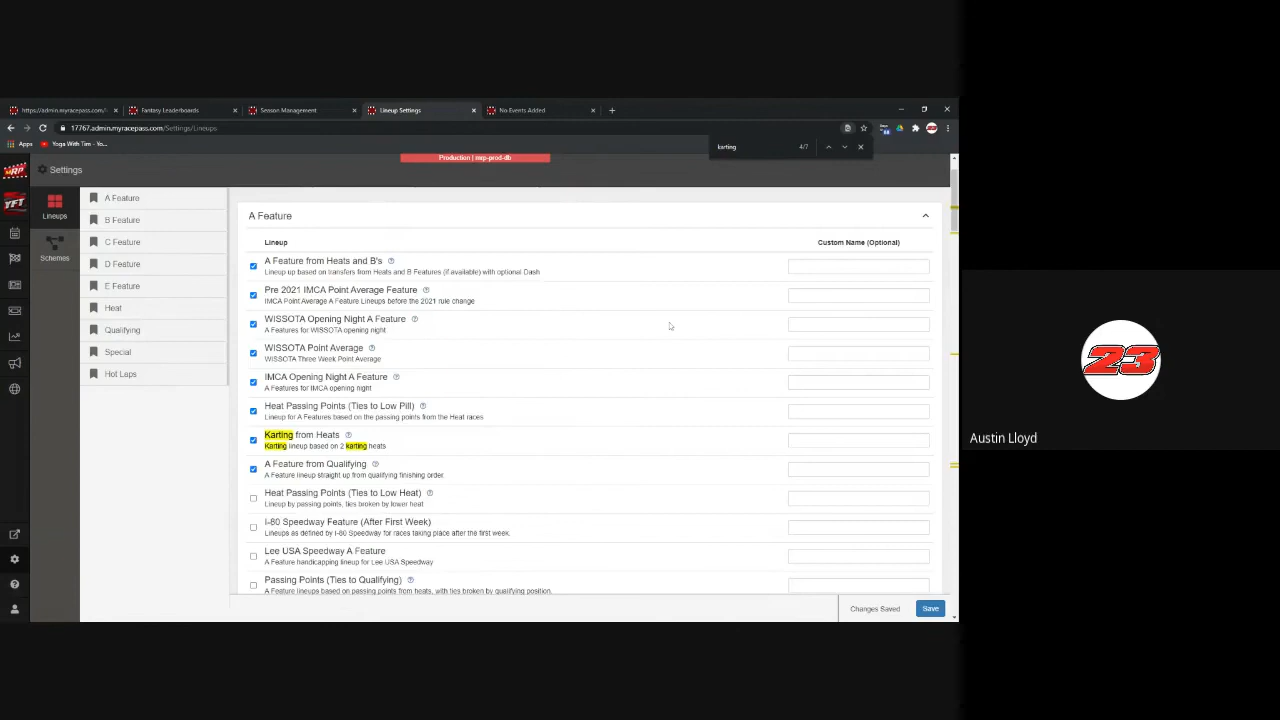 https://admin.myracepass.com/
Fantasy Leaderboards
Season Management
Lineup Settings
No Events Added
17767.admin.myracepass.com/Settings/Lineups
karting
4/7
Apps
Yoga With Tim - Yo...
Production | mrp-prod-db
MRP
Settings
YFT
Lineups
Schemes
A Feature
B Feature
C Feature
D Feature
E Feature
Heat
Qualifying
Special
Hot Laps
A Feature
Lineup
Custom Name (Optional)
A Feature from Heats and B's
Lineup up based on transfers from Heats and B Features (if available) with optional Dash
Pre 2021 IMCA Point Average Feature
IMCA Point Average A Feature Lineups before the 2021 rule change
WISSOTA Opening Night A Feature
A Features for WISSOTA opening night
WISSOTA Point Average
WISSOTA Three Week Point Average
IMCA Opening Night A Feature
A Features for IMCA opening night
Heat Passing Points (Ties to Low Pill)
Lineup for A Features based on the passing points from the Heat races
Karting from Heats
Karting lineup based on 2 karting heats
A Feature from Qualifying
A Feature lineup straight up from qualifying finishing order.
Heat Passing Points (Ties to Low Heat)
Lineup by passing points, ties broken by lower heat
I-80 Speedway Feature (After First Week)
Lineups as defined by I-80 Speedway for races taking place after the first week.
Lee USA Speedway A Feature
A Feature handicapping lineup for Lee USA Speedway
Passing Points (Ties to Qualifying)
A Feature lineups based on passing points from heats, with ties broken by qualifying position.
Changes Saved
Save
23
Austin Lloyd